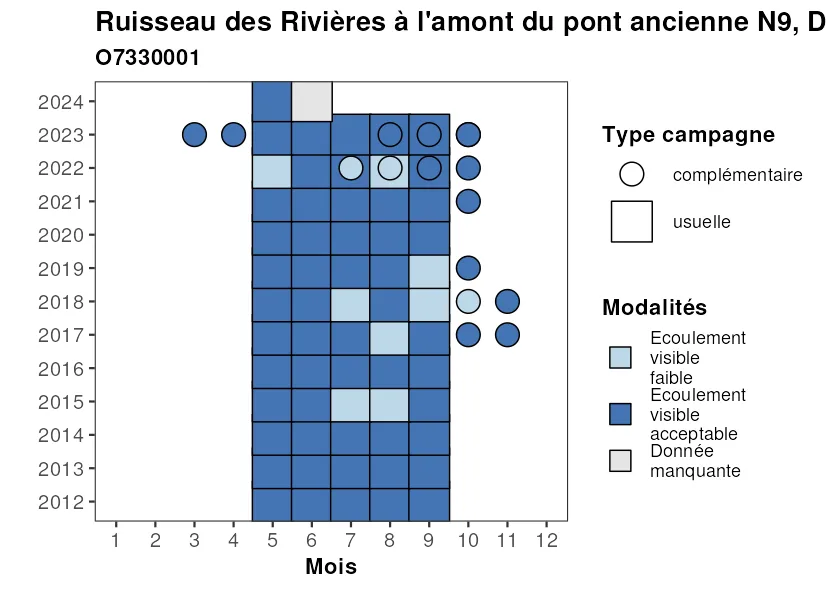 Ruisseau des Rivières à l'amont du pont ancienne N9, D
O7330001
2024
2023
2022
2021
2020
2019
2018
2017
2016
2015
2014
2013
2012
1 2 3 4 5 6 7 8 9 10 11 12
Mois
Type campagne
complémentaire
usuelle
Modalités
Ecoulement
visible
faible
Ecoulement
visible
acceptable
Donnée
manquante